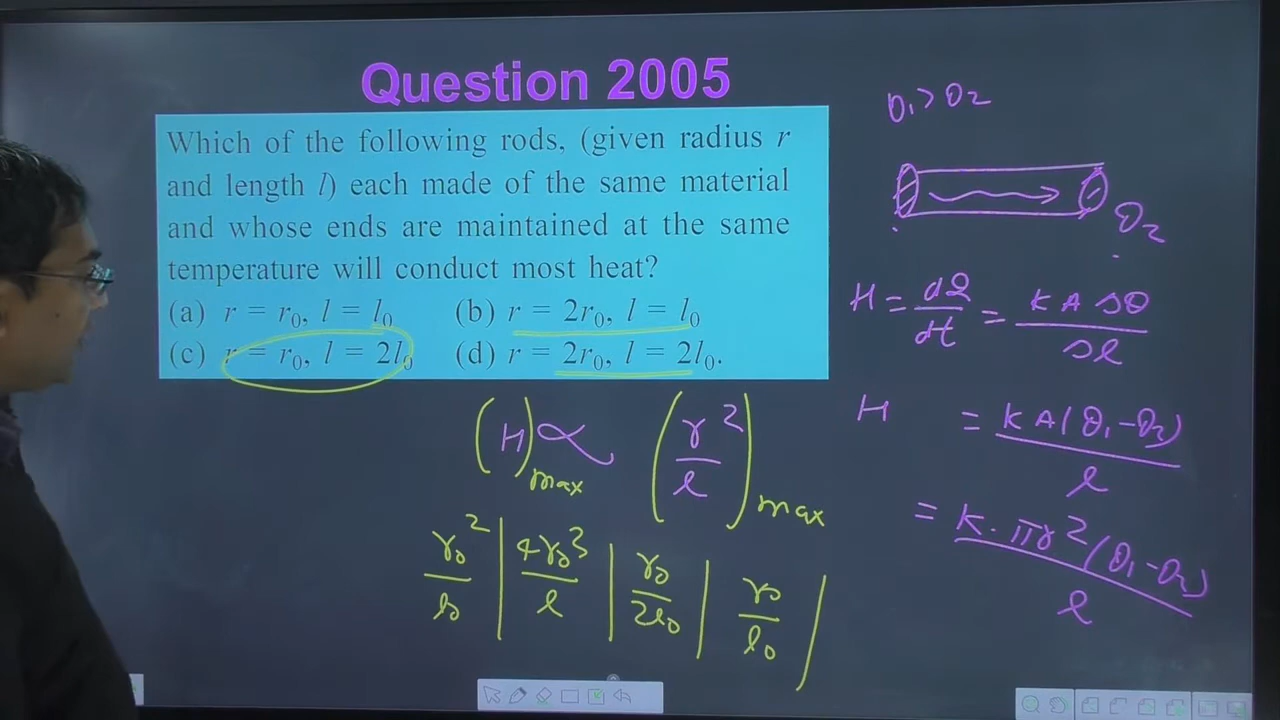 Question 2005
Which of the following rods, (given radius r
and length l) each made of the same material
and whose ends are maintained at the same
temperature will conduct most heat?
(a) r = r₀, l = l₀ (b) r = 2r₀, l = l₀
(c) r = r₀, l = 2l₀ (d) r = 2r₀, l = 2l₀.
(H)max ∝ (r²/l)max
r₀²/l₀ | 4r₀²/l | r₀/2l₀ | r₀/l₀ |
θ₁ > θ₂
θ₂
H = dQ/dt = KAΔθ/Δl
H = KA(θ₁-θ₂)/l
= K·πr²(θ₁-θ₂)/l